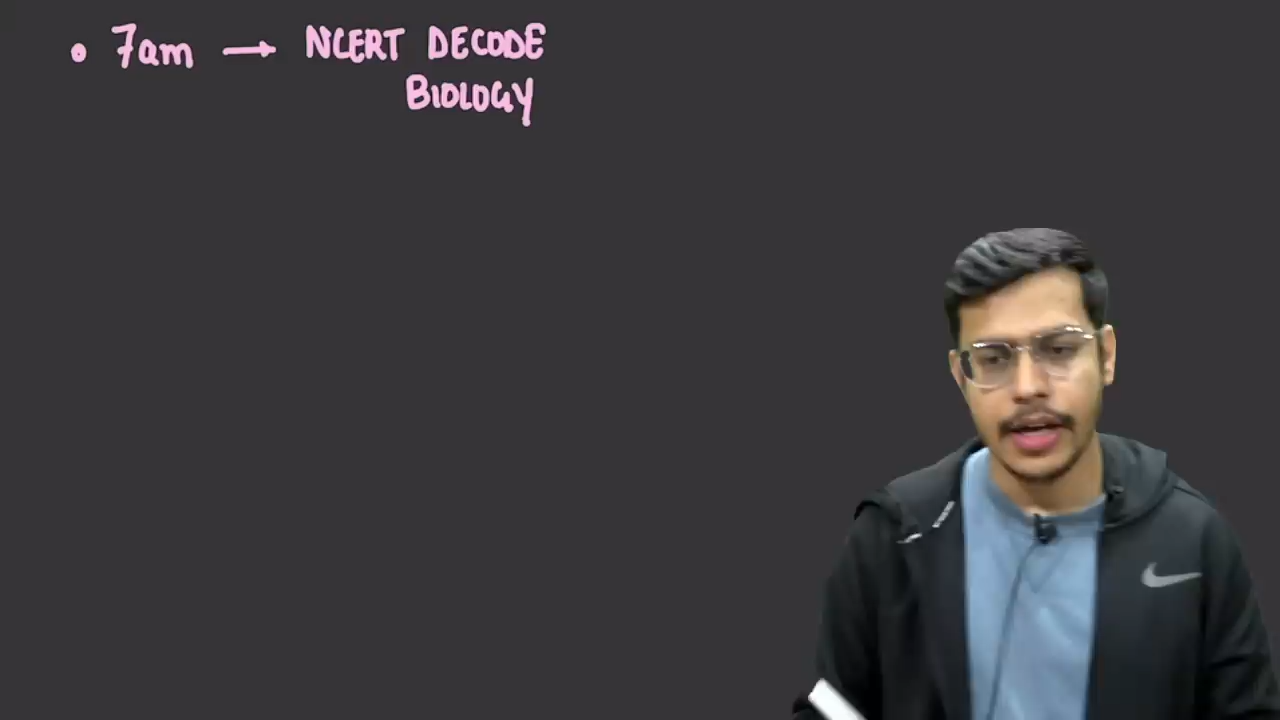 • 7am → NCERT DECODE
BIOLOGY